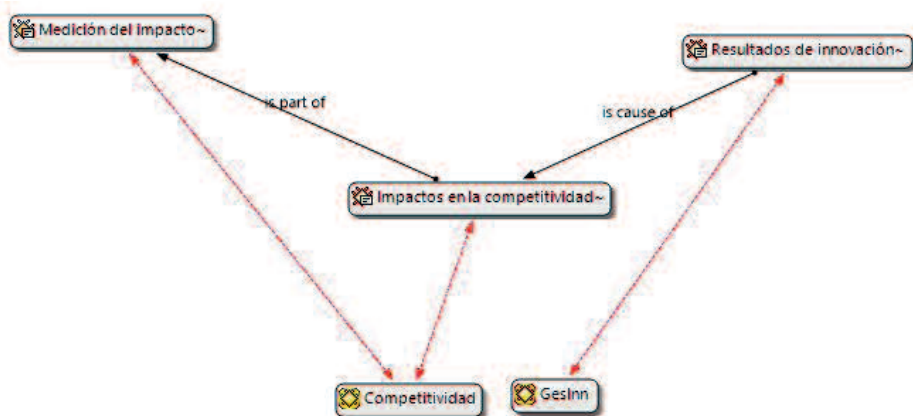 Medición del impacto~
Resultados de innovación~
is part of
is cause of
Impactos en la competitividad~
Competitividad
GesInn